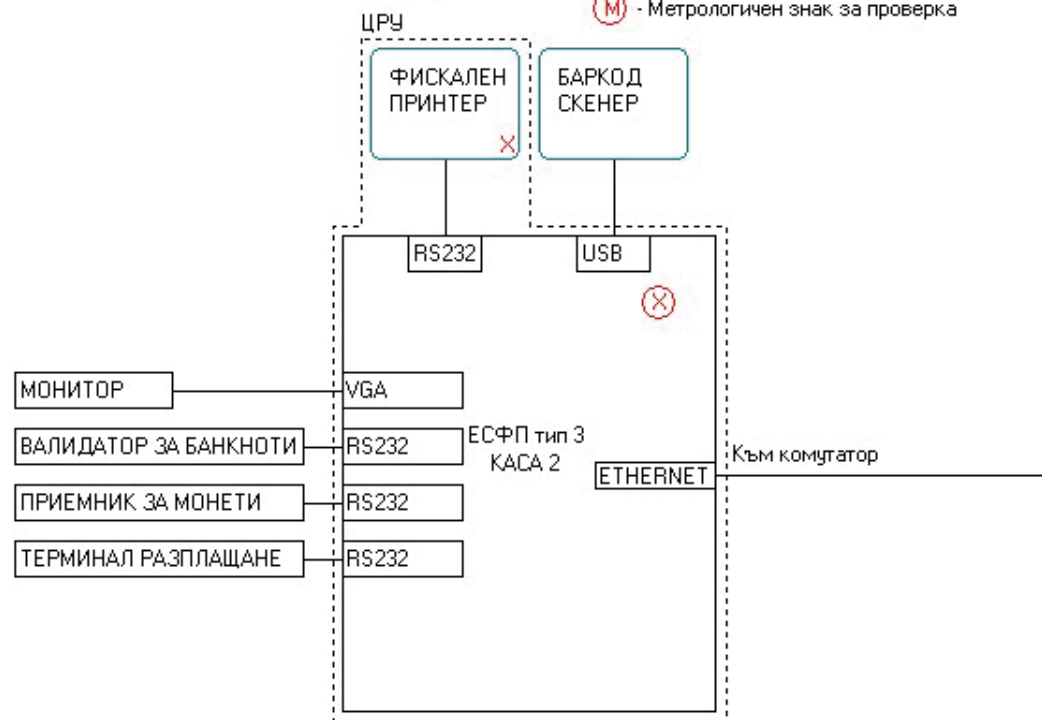 М - Метрологичен знак за проверка
ЦРУ
ФИСКАЛЕН
ПРИНТЕР
X
БАРКОД
СКЕНЕР
RS232
USB
X
МОНИТОР
VGA
ВАЛИДАТОР ЗА БАНКНОТИ
RS232
ЕСФП тип 3
КАСА 2
ПРИЕМНИК ЗА МОНЕТИ
RS232
ETHERNET
Към комутатор
ТЕРМИНАЛ РАЗПЛАЩАНЕ
RS232